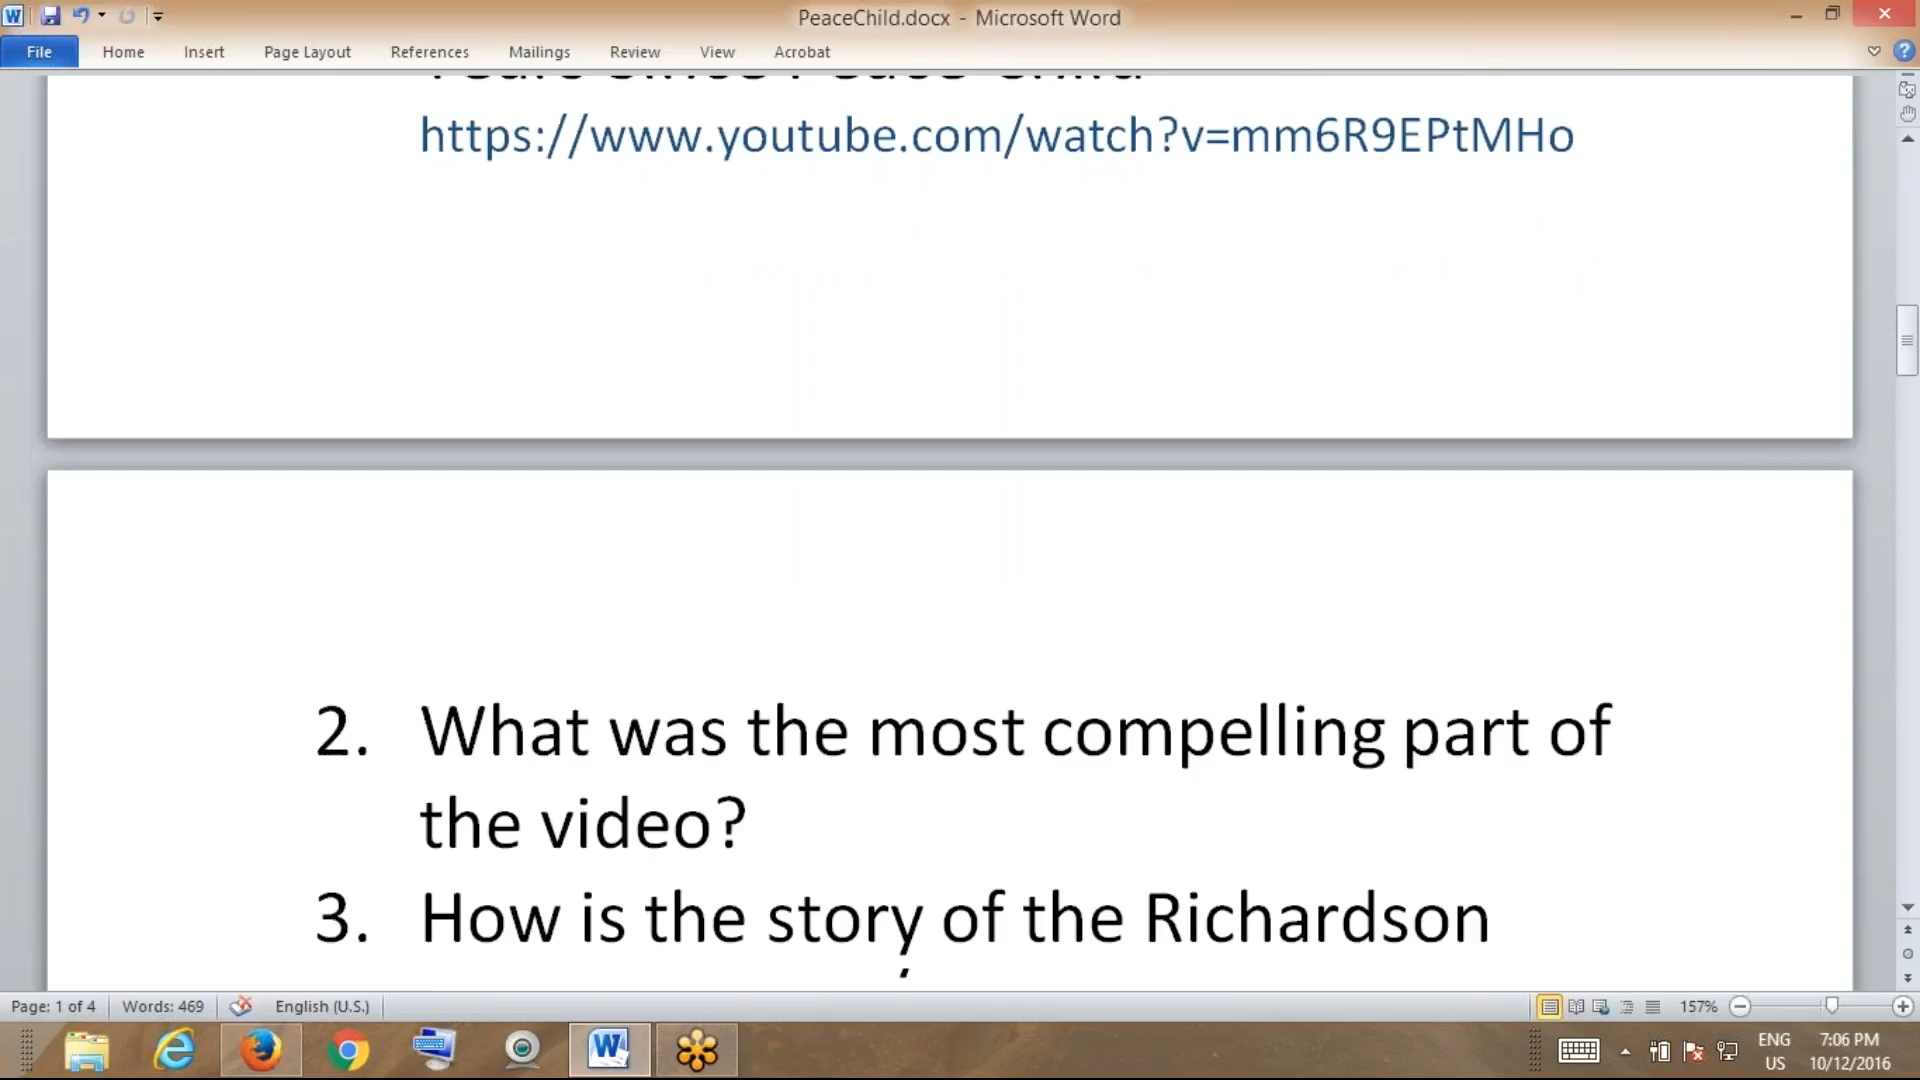 PeaceChild.docx - Microsoft Word
File Home Insert Page Layout References Mailings Review View Acrobat
https://www.youtube.com/watch?v=mm6R9EPtMHo
2. What was the most compelling part of
the video?
3. How is the story of the Richardson
Page: 1 of 4 Words: 469 English (U.S.) 157%
ENG 7:06 PM
US 10/12/2016